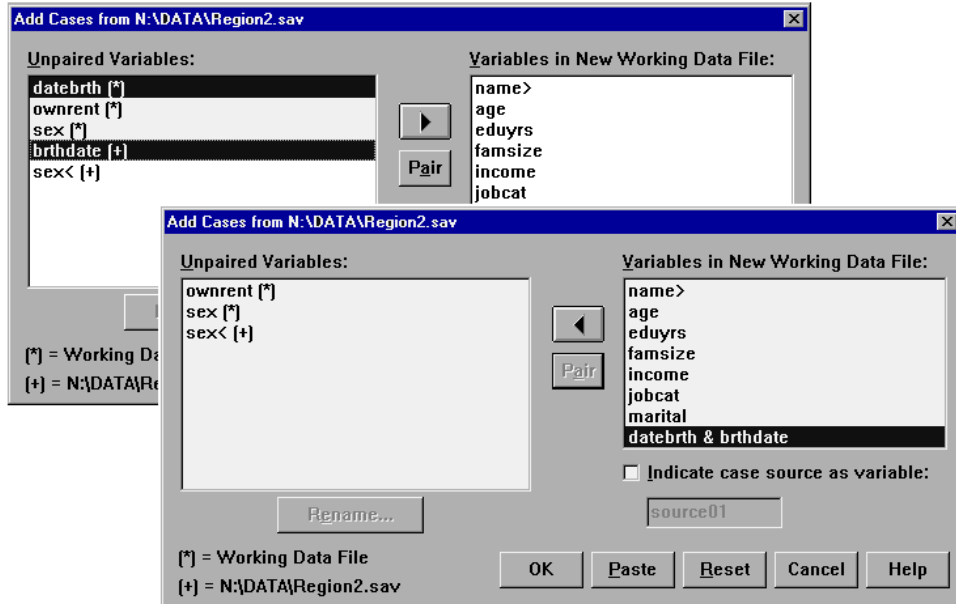 Add Cases from N:\DATA\Region2.sav
Unpaired Variables:
datebrth (*)
ownrent (*)
sex (*)
brthdate (+)
sex< (+)
Pair
Variables in New Working Data File:
name>
age
eduyrs
famsize
income
jobcat
(*) = Working Da
(+) = N:\DATA\Re
Add Cases from N:\DATA\Region2.sav
Unpaired Variables:
ownrent (*)
sex (*)
sex< (+)
Pair
Variables in New Working Data File:
name>
age
eduyrs
famsize
income
jobcat
marital
datebrth & brthdate
Indicate case source as variable:
source01
Rename...
(*) = Working Data File
(+) = N:\DATA\Region2.sav
OK Paste Reset Cancel Help